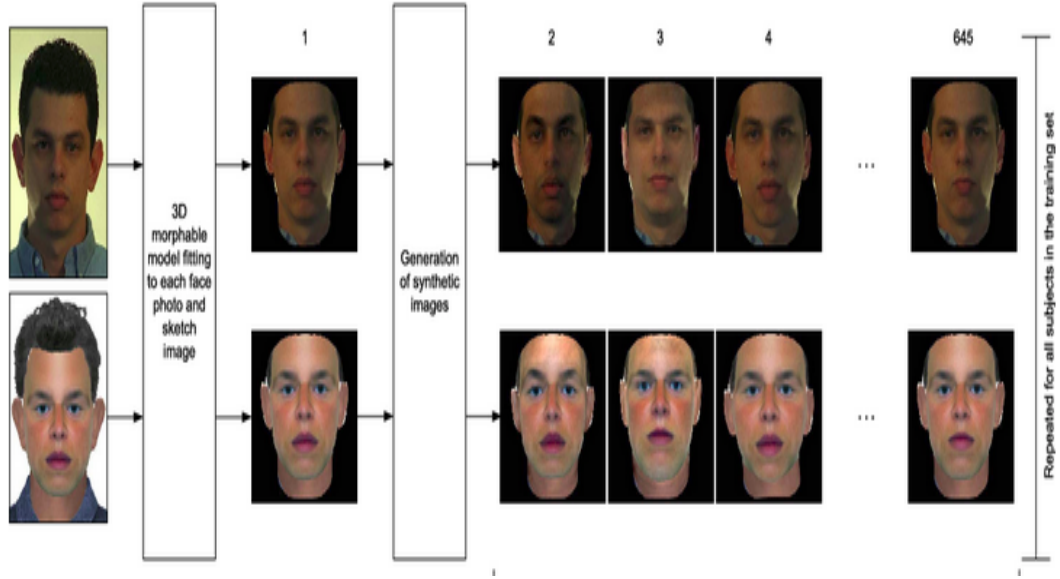 1
2
3
4
645
3D
morphable
model fitting
to each face
photo and
sketch
image
Generation
of synthetic
images
...
...
Repeated for all subjects in the training set